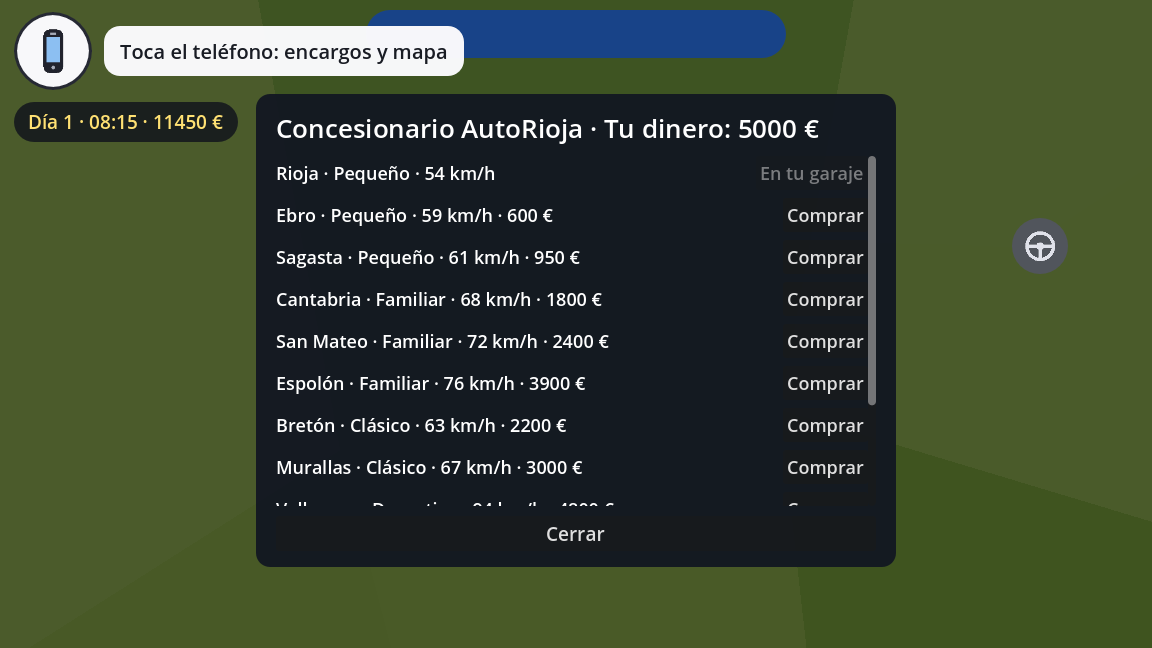 Toca el teléfono: encargos y mapa
Día 1 · 08:15 · 11450 €
Concesionario AutoRioja · Tu dinero: 5000 €
Rioja · Pequeño · 54 km/h
En tu garaje
Ebro · Pequeño · 59 km/h · 600 €
Comprar
Sagasta · Pequeño · 61 km/h · 950 €
Comprar
Cantabria · Familiar · 68 km/h · 1800 €
Comprar
San Mateo · Familiar · 72 km/h · 2400 €
Comprar
Espolón · Familiar · 76 km/h · 3900 €
Comprar
Bretón · Clásico · 63 km/h · 2200 €
Comprar
Murallas · Clásico · 67 km/h · 3000 €
Comprar
Cerrar